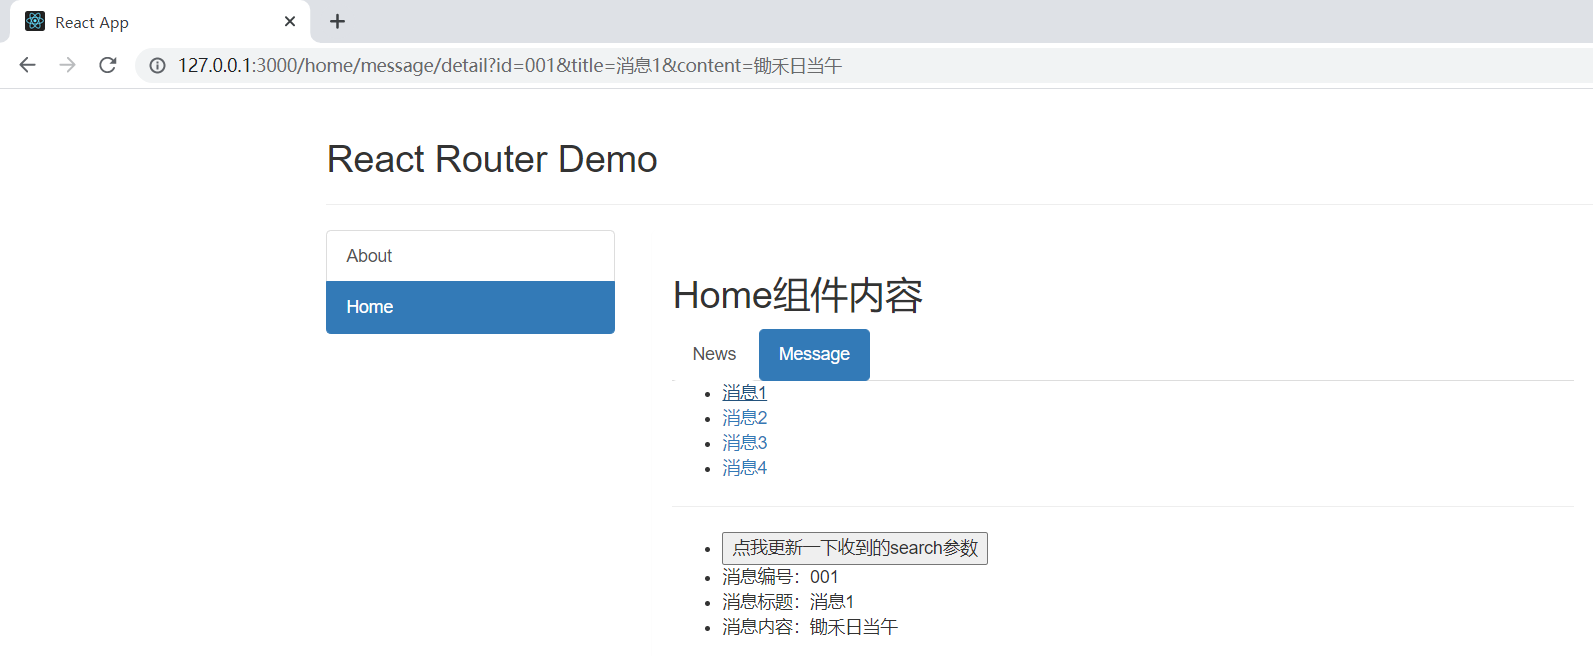 React App
127.0.0.1:3000/home/message/detail?id=001&title=消息1&content=锄禾日当午
React Router Demo
About
Home
Home组件内容
News Message
消息1
消息2
消息3
消息4
点我更新一下收到的search参数
消息编号：001
消息标题：消息1
消息内容：锄禾日当午